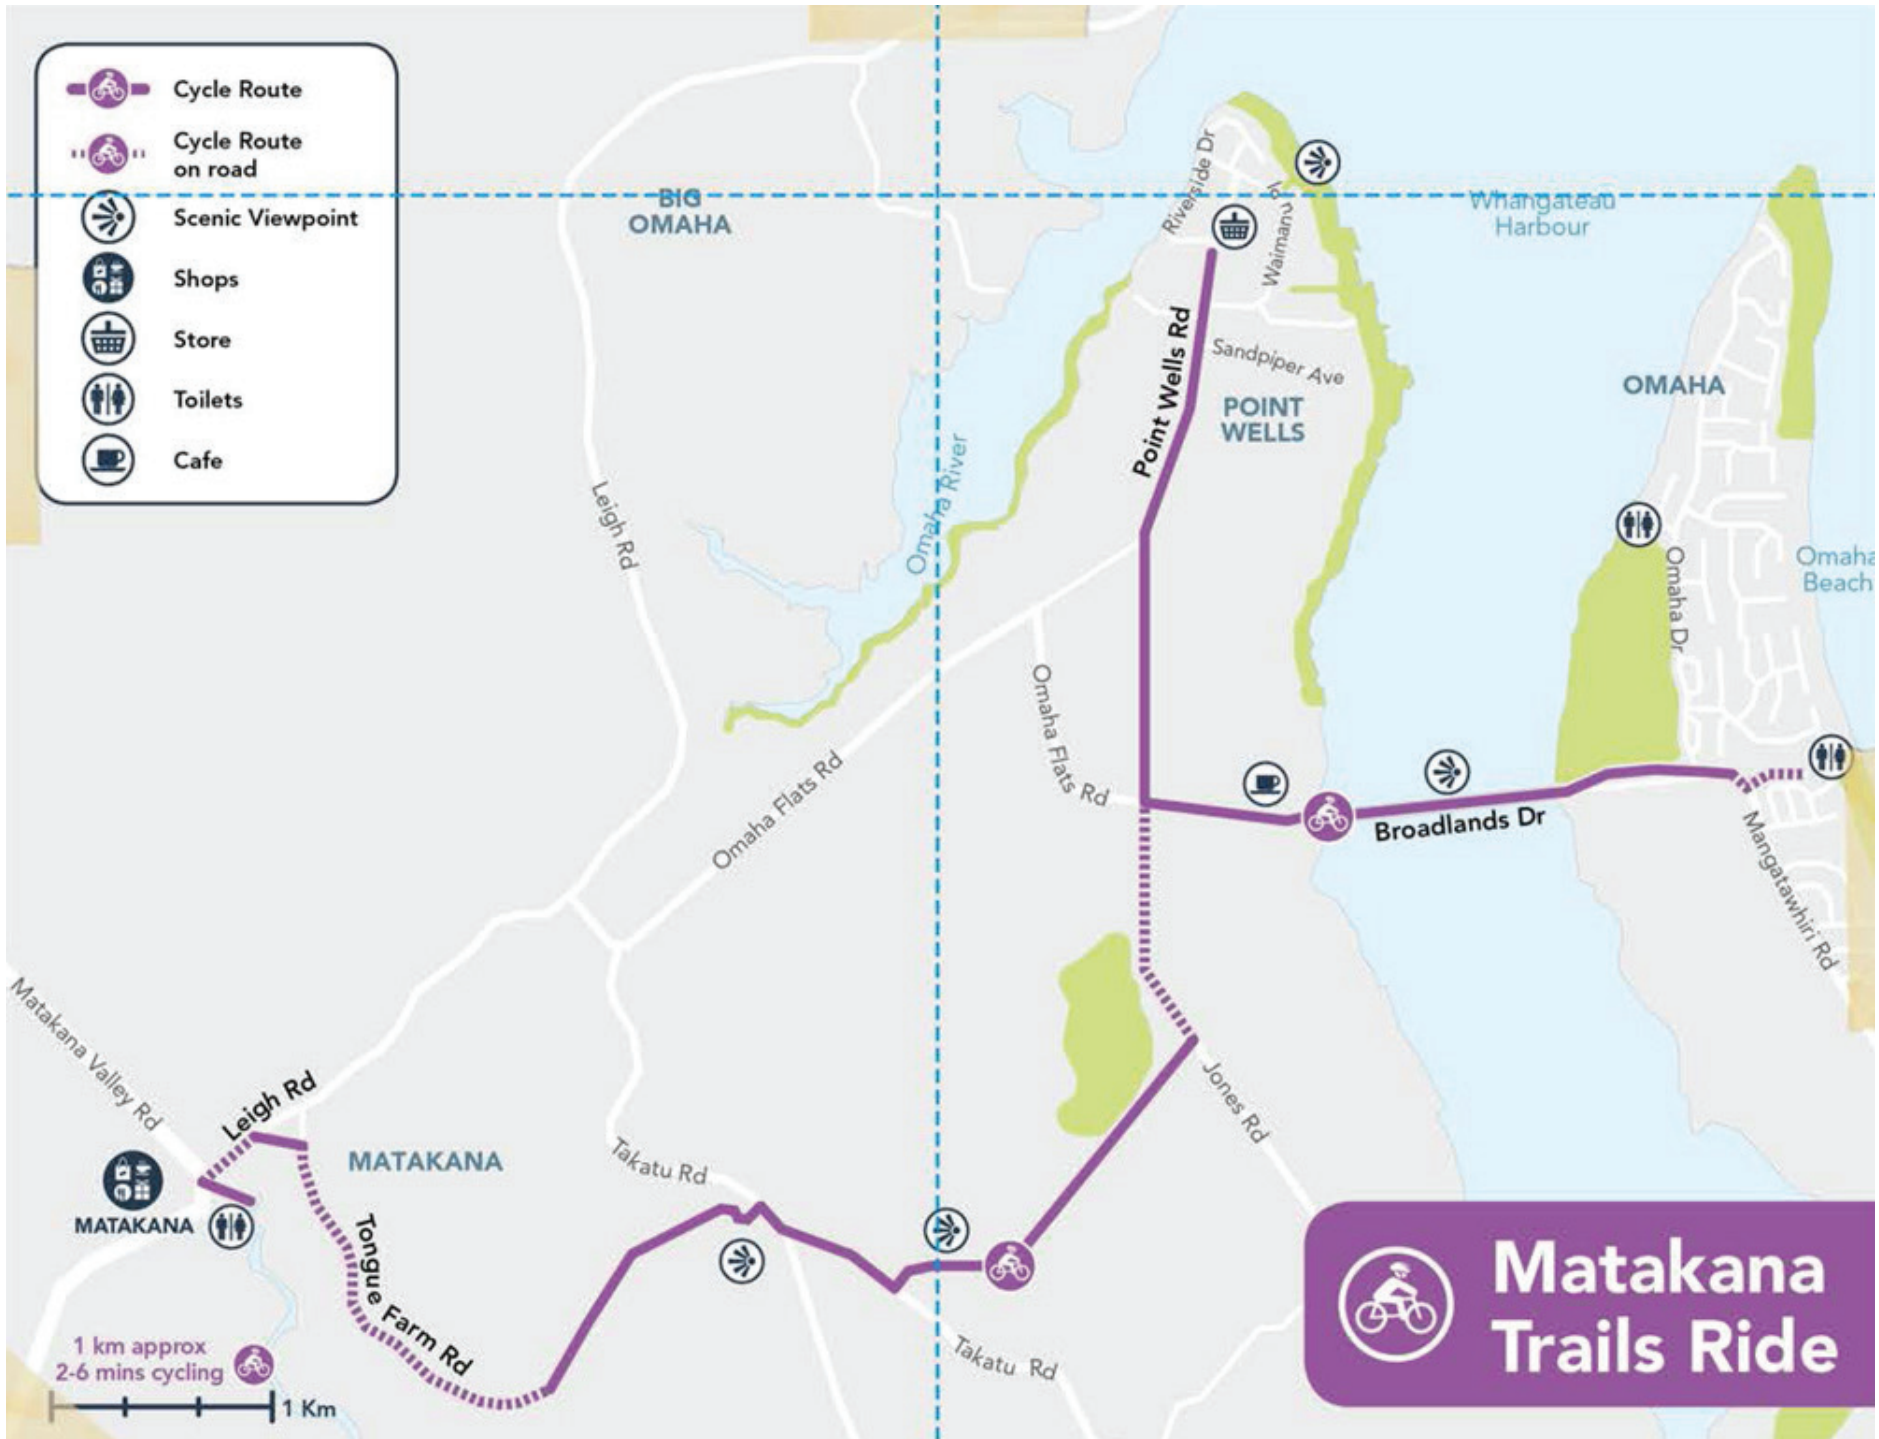 Cycle Route
Cycle Route
on road
Scenic Viewpoint
Shops
Store
Toilets
Cafe
BIG
OMAHA
Riverside Dr
Waimanu
Whangateau
Harbour
Point Wells Rd
Sandpiper Ave
POINT
WELLS
OMAHA
Omaha River
Leigh Rd
Omaha Dr
Omaha
Beach
Omaha Flats Rd
Omaha Flats Rd
Broadlands Dr
Mangatawhiri Rd
Matakana Valley Rd
Leigh Rd
MATAKANA
Takatu Rd
Jones Rd
MATAKANA
Tongue Farm Rd
Takatu Rd
1 km approx
2-6 mins cycling
1 Km
Matakana
Trails Ride